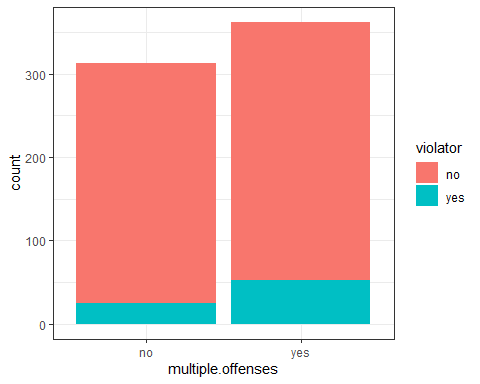 count
300
200
100
0
no yes
multiple.offenses
violator
no
yes